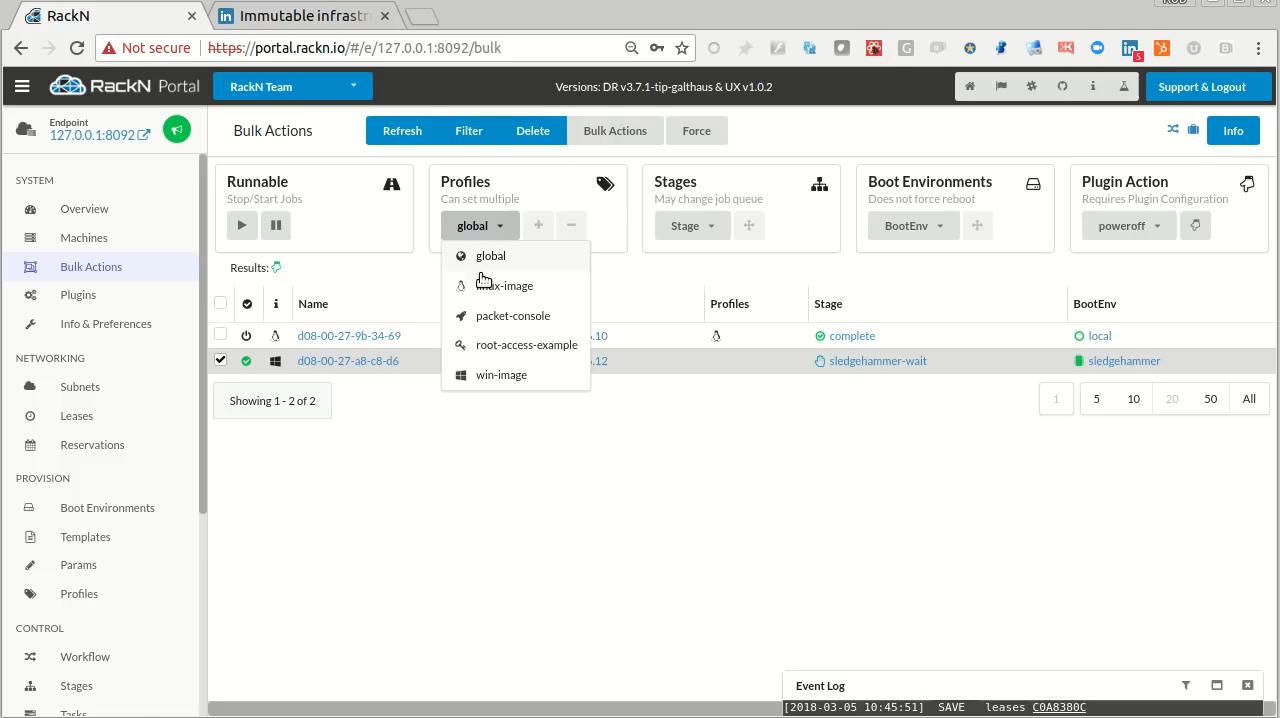 RackN
Immutable infrastr
Not secure https://portal.rackn.io/#/e/127.0.0.1:8092/bulk
5
RackN Portal
RackN Team
Versions: DR v3.7.1-tip-galthaus & UX v1.0.2
Support & Logout
Endpoint
127.0.0.1:8092
Bulk Actions
Refresh Filter Delete Bulk Actions Force
Info
SYSTEM
Overview
Machines
Bulk Actions
Plugins
Info & Preferences
NETWORKING
Subnets
Leases
Reservations
PROVISION
Boot Environments
Templates
Params
Profiles
CONTROL
Workflow
Stages
Runnable
Stop/Start Jobs
Profiles
Can set multiple
global
Stages
May change job queue
Stage
Boot Environments
Does not force reboot
BootEnv
Plugin Action
Requires Plugin Configuration
poweroff
Results:
global
linux-image
packet-console
root-access-example
win-image
Name Profiles Stage BootEnv
d08-00-27-9b-34-69 .10 complete local
d08-00-27-a8-c8-d6 .12 sledgehammer-wait sledgehammer
Showing 1 - 2 of 2
1 5 10 20 50 All
Event Log
[2018-03-05 10:45:51] SAVE leases C0A8380C